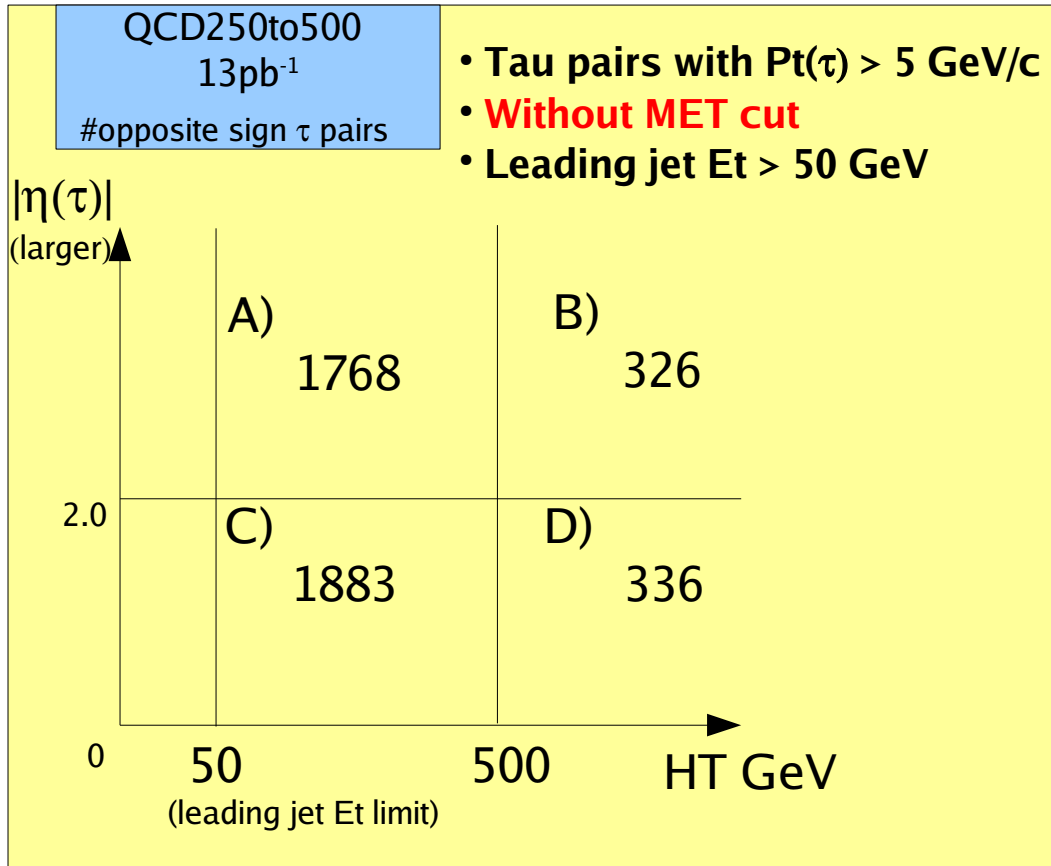 QCD250to500
13pb⁻¹
#opposite sign τ pairs
• Tau pairs with Pt(τ) > 5 GeV/c
• Without MET cut
• Leading jet Et > 50 GeV
|η(τ)|
(larger)
A)
1768
B)
326
2.0
C)
1883
D)
336
0
50
500
HT GeV
(leading jet Et limit)